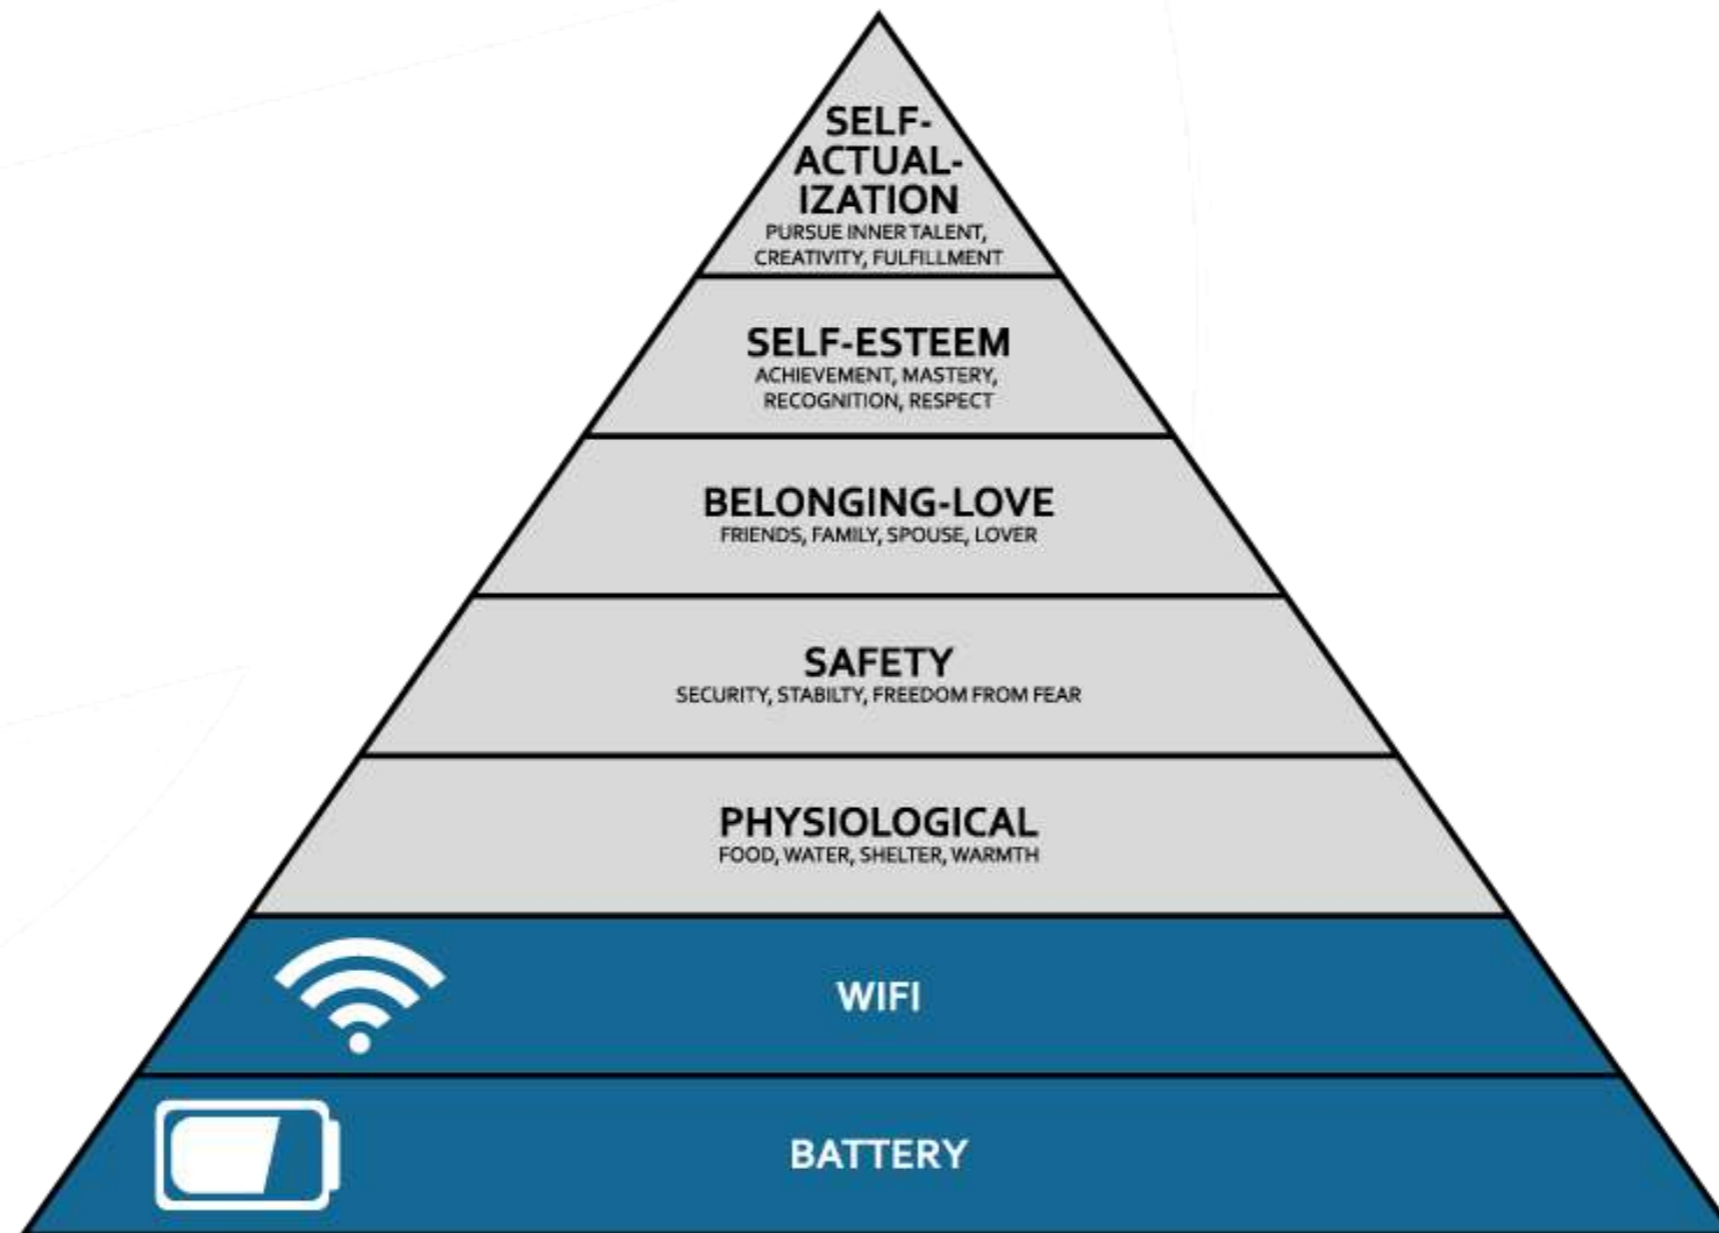 SELF-
ACTUAL-
IZATION
PURSUE INNER TALENT,
CREATIVITY, FULFILLMENT
SELF-ESTEEM
ACHIEVEMENT, MASTERY,
RECOGNITION, RESPECT
BELONGING-LOVE
FRIENDS, FAMILY, SPOUSE, LOVER
SAFETY
SECURITY, STABILTY, FREEDOM FROM FEAR
PHYSIOLOGICAL
FOOD, WATER, SHELTER, WARMTH
WIFI
BATTERY